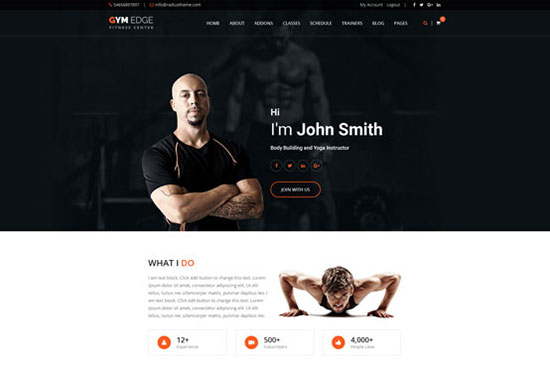 54656897897 | info@radiustheme.com My Account Logout |
GYM EDGE
FITNESS CENTER
HOME ABOUT ADDONS CLASSES SCHEDULE TRAINERS BLOG PAGES
Hi
I'm John Smith
Body Building and Yoga Instructor
JOIN WITH US
WHAT I DO
I am text block. Click edit button to change this text. Lorem
ipsum dolor sit amet, consectetur adipiscing elit. Ut elit
tellus, luctus nec ullamcorper mattis, pulvinar dapibus leo. I
am text block. Click edit button to change this text. Lorem
ipsum dolor sit amet, consectetur adipiscing elit. Ut elit
tellus, luctus nec ullamcorper mattis, pulvinar dapibus leo.
12+
Experience
500+
Subscribers
4,000+
People Likes